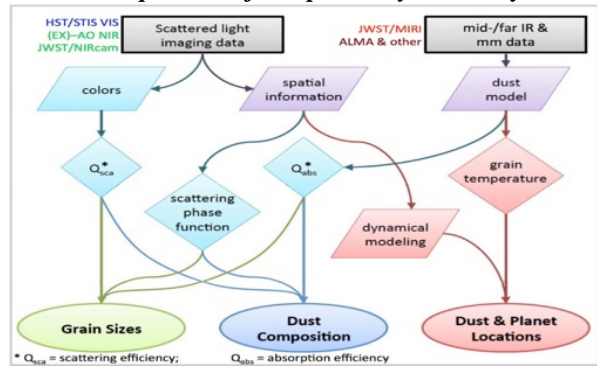 HST/STIS VIS
(EX)–AO NIR
JWST/NIRcam
Scattered light
imaging data
JWST/MIRI
ALMA & other
mid-/far IR &
mm data
colors
spatial
information
dust
model
Q*sca
scattering
phase
function
Q*abs
grain
temperature
dynamical
modeling
Grain Sizes
Dust
Composition
Dust & Planet
Locations
* Qsca = scattering efficiency; Qabs = absorption efficiency